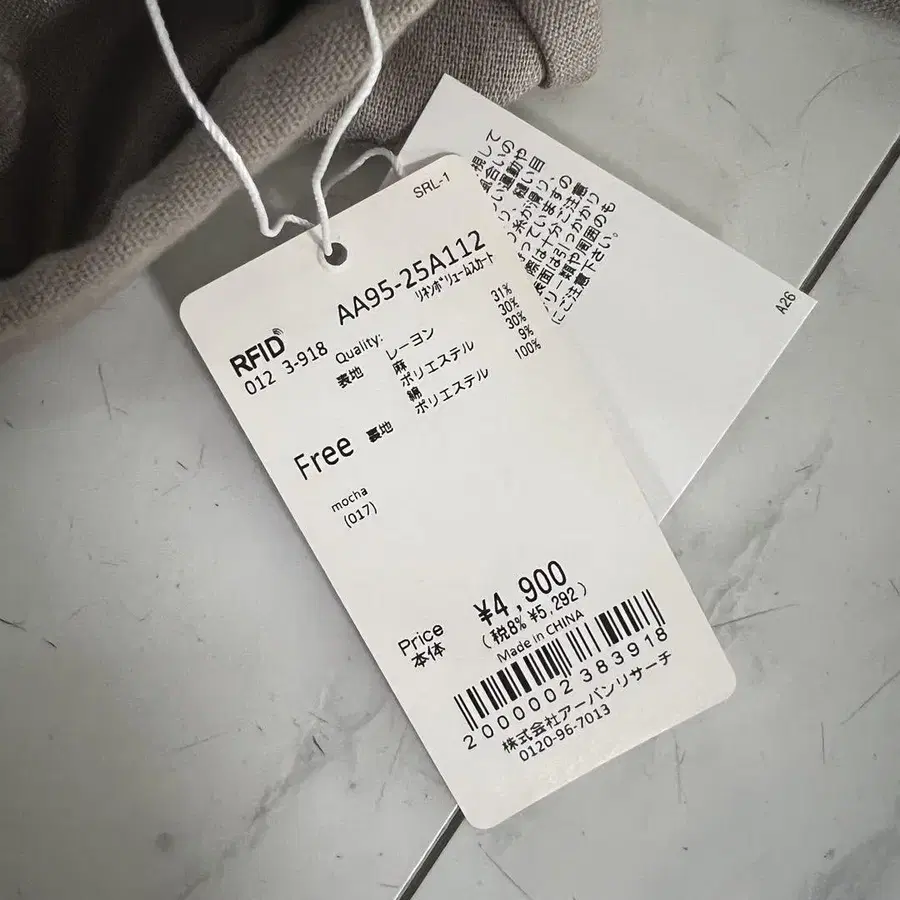 SRL-1
AA95-25A112
リネンボリュームスカート
RFID
012 3-918
Quality:
表地 レーヨン 31%
麻 30%
ポリエステル 30%
綿 9%
裏地 ポリエステル 100%
Free
mocha
(017)
Price
本体
¥4,900
(税8% ¥5,292)
Made in CHINA
2 000002 383918
株式会社アーバンリサーチ
0120-96-7013
A26